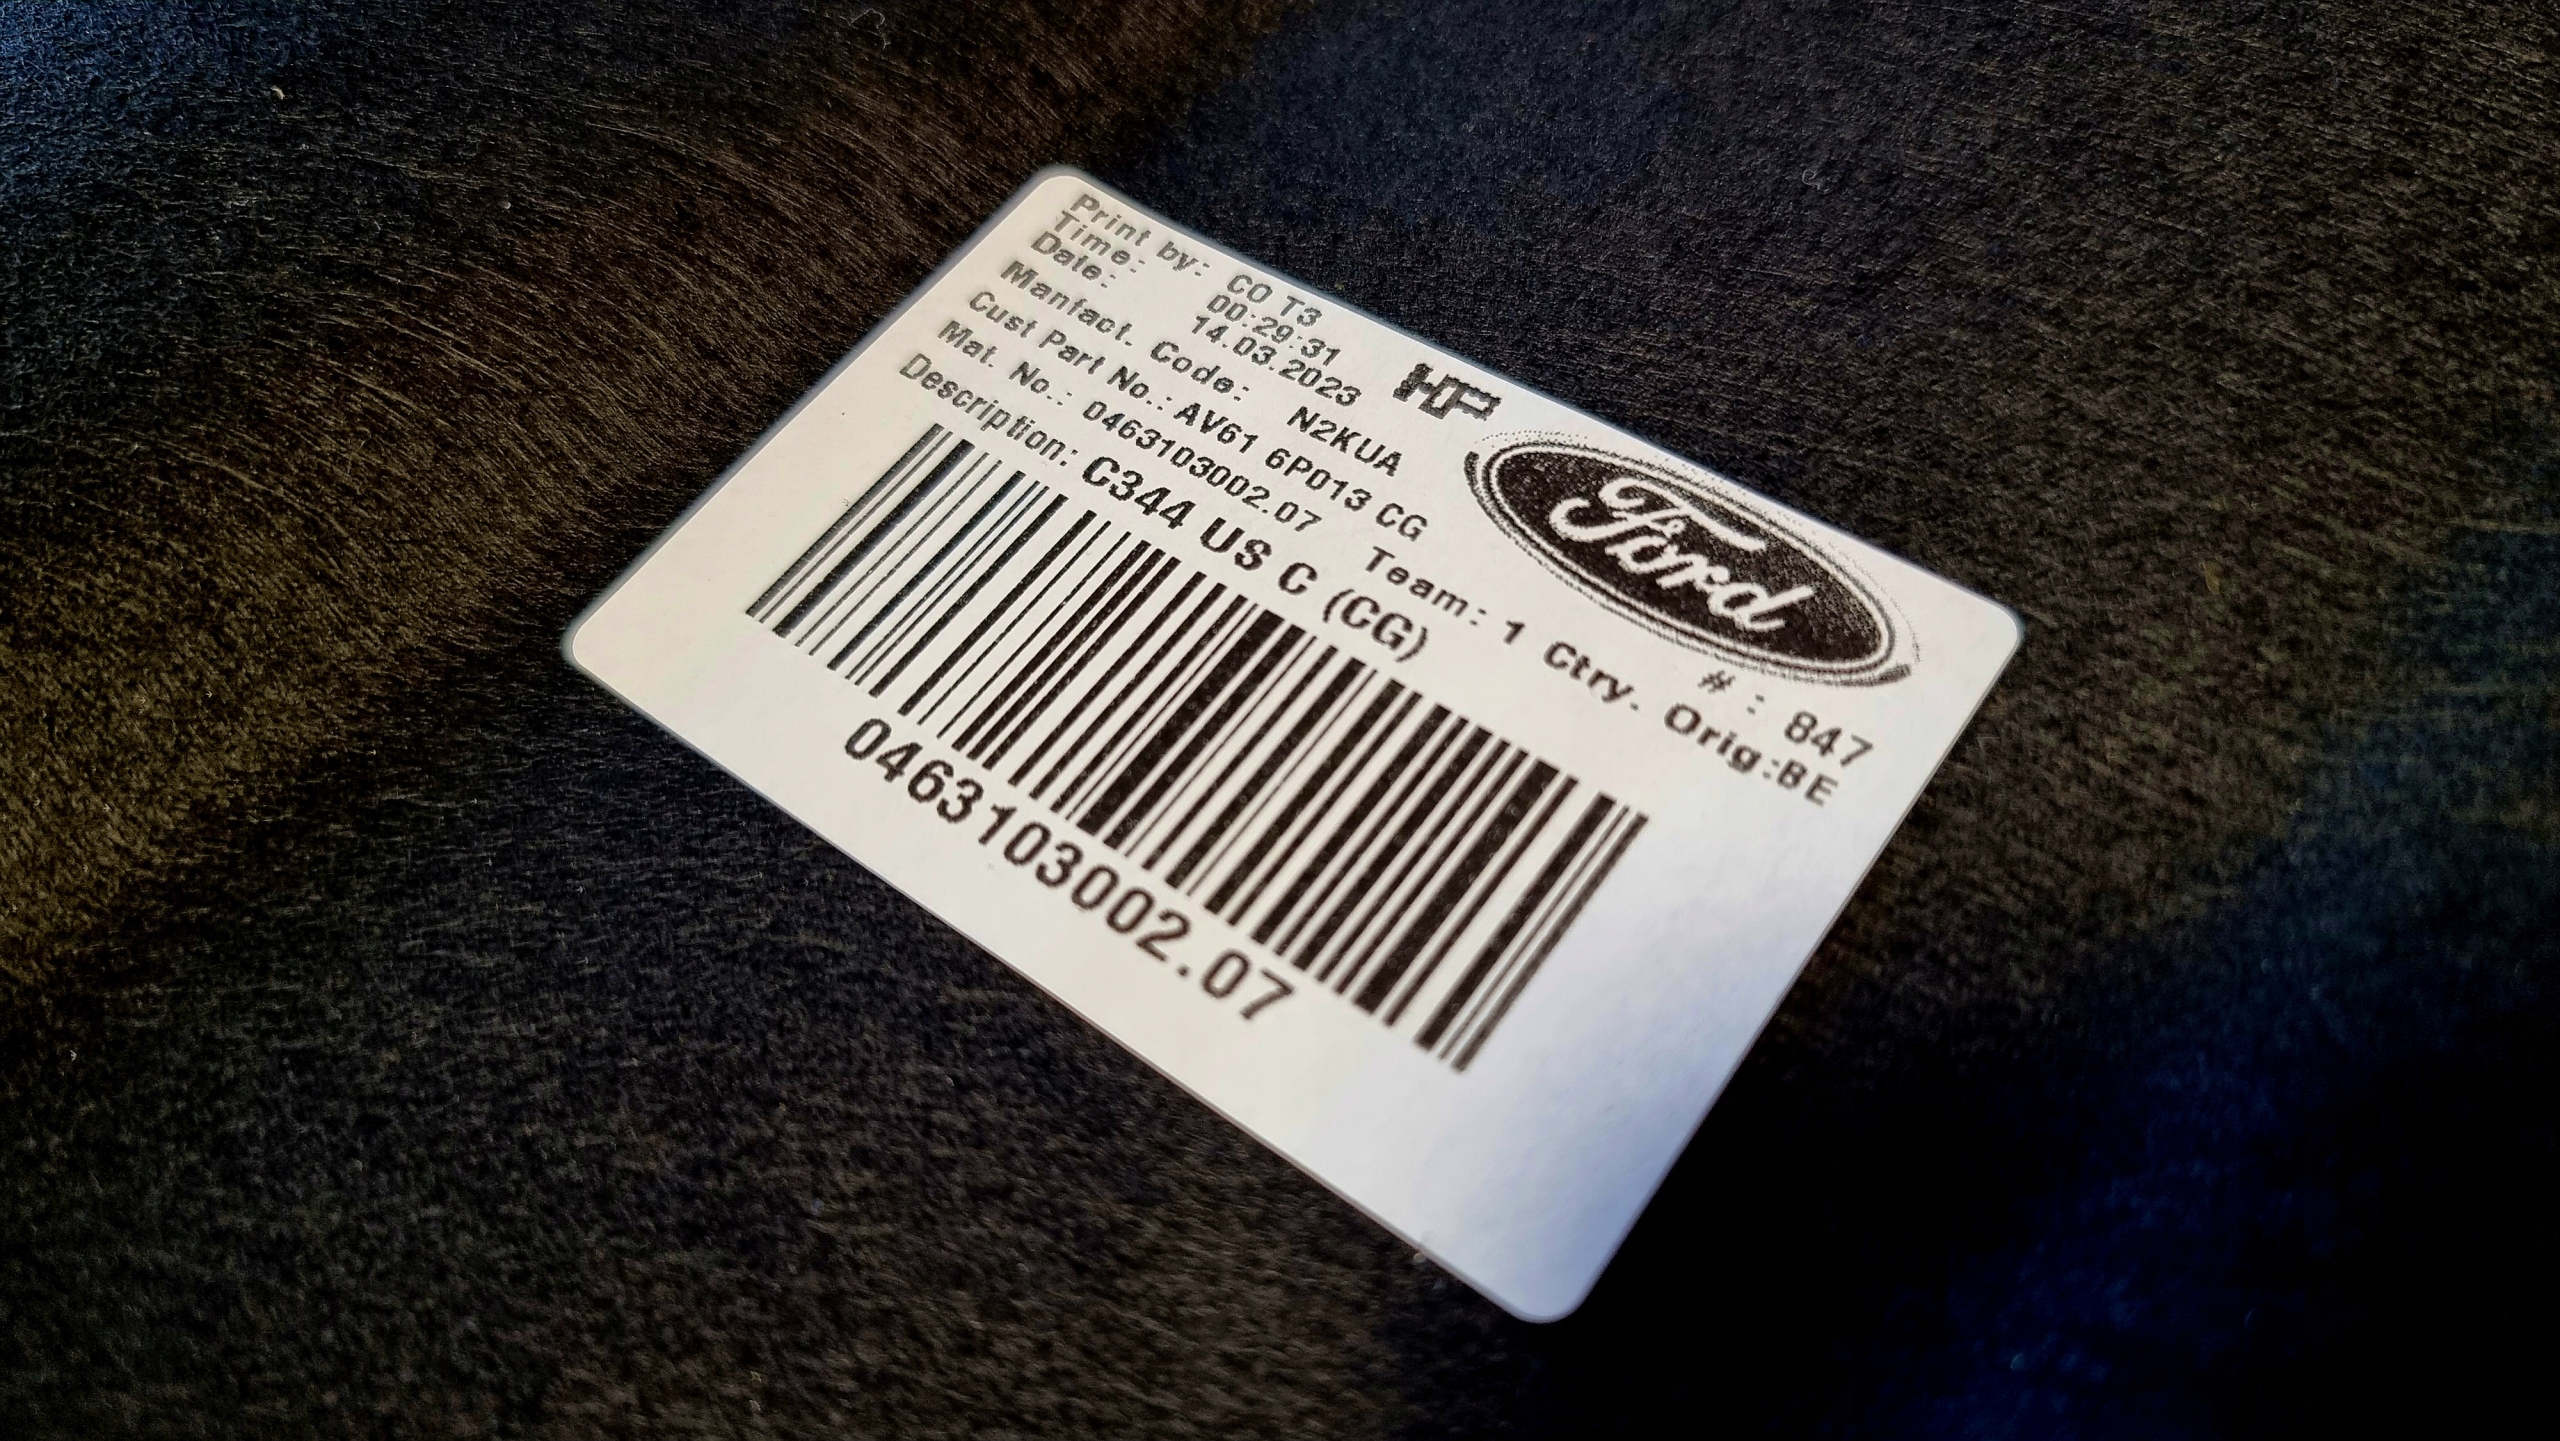 Print by: CO T3
Time: 00:29:31
Date: 14.03.2023
HP
Manfact. Code: N2KUA
Ford
Cust Part No.: AV61 6P013 CG
# : 847
Mat. No.: 0463103002.07 Team: 1 Ctry. Orig:BE
Description: C344 US C (CG)
0463103002.07